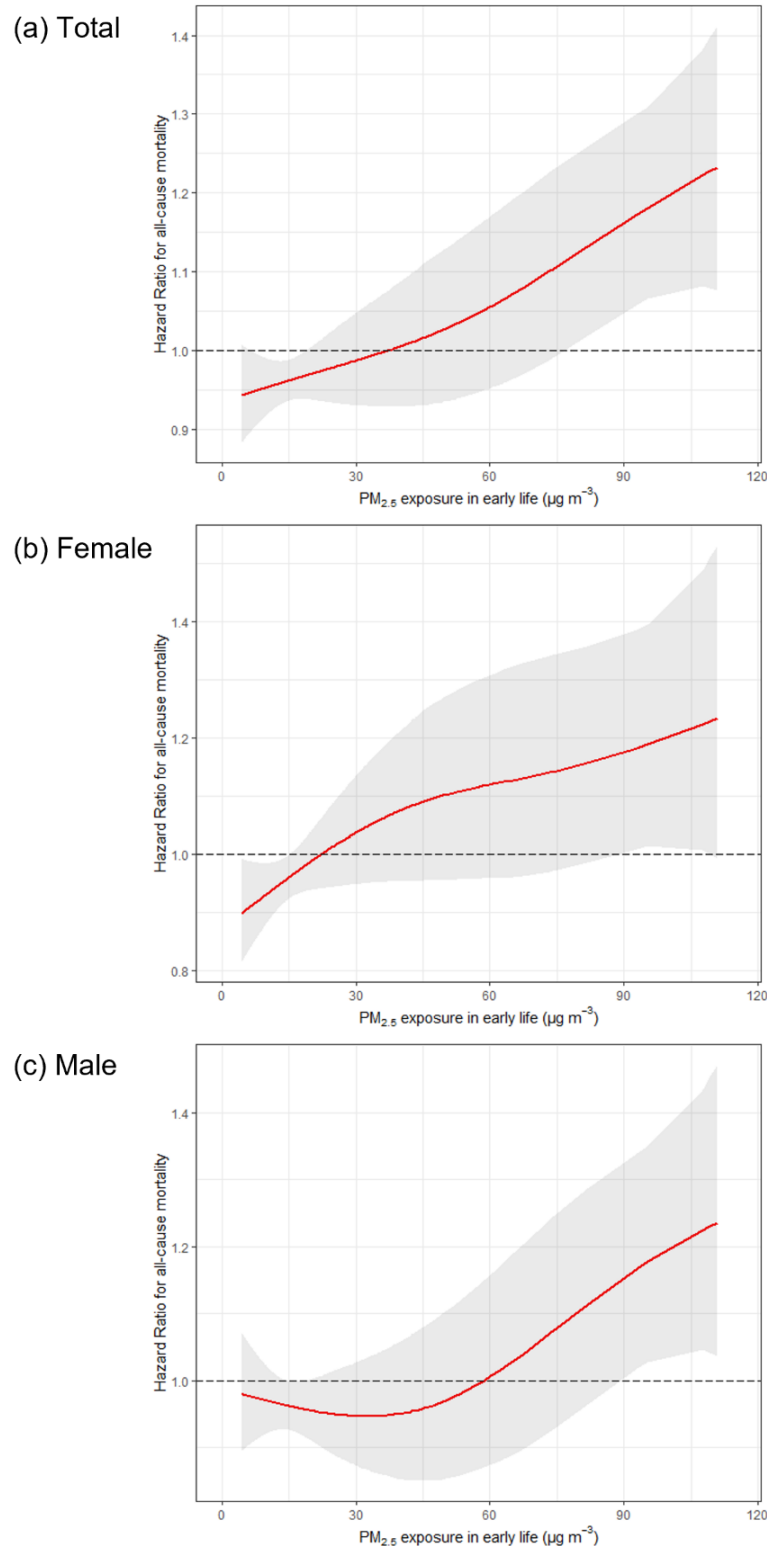 (a) Total
Hazard Ratio for all-cause mortality
1.4
1.3
1.2
1.1
1.0
0.9
0 30 60 90 120
PM₂.₅ exposure in early life (µg m⁻³)
(b) Female
Hazard Ratio for all-cause mortality
1.4
1.2
1.0
0.8
0 30 60 90 120
PM₂.₅ exposure in early life (µg m⁻³)
(c) Male
Hazard Ratio for all-cause mortality
1.4
1.2
1.0
0 30 60 90 120
PM₂.₅ exposure in early life (µg m⁻³)